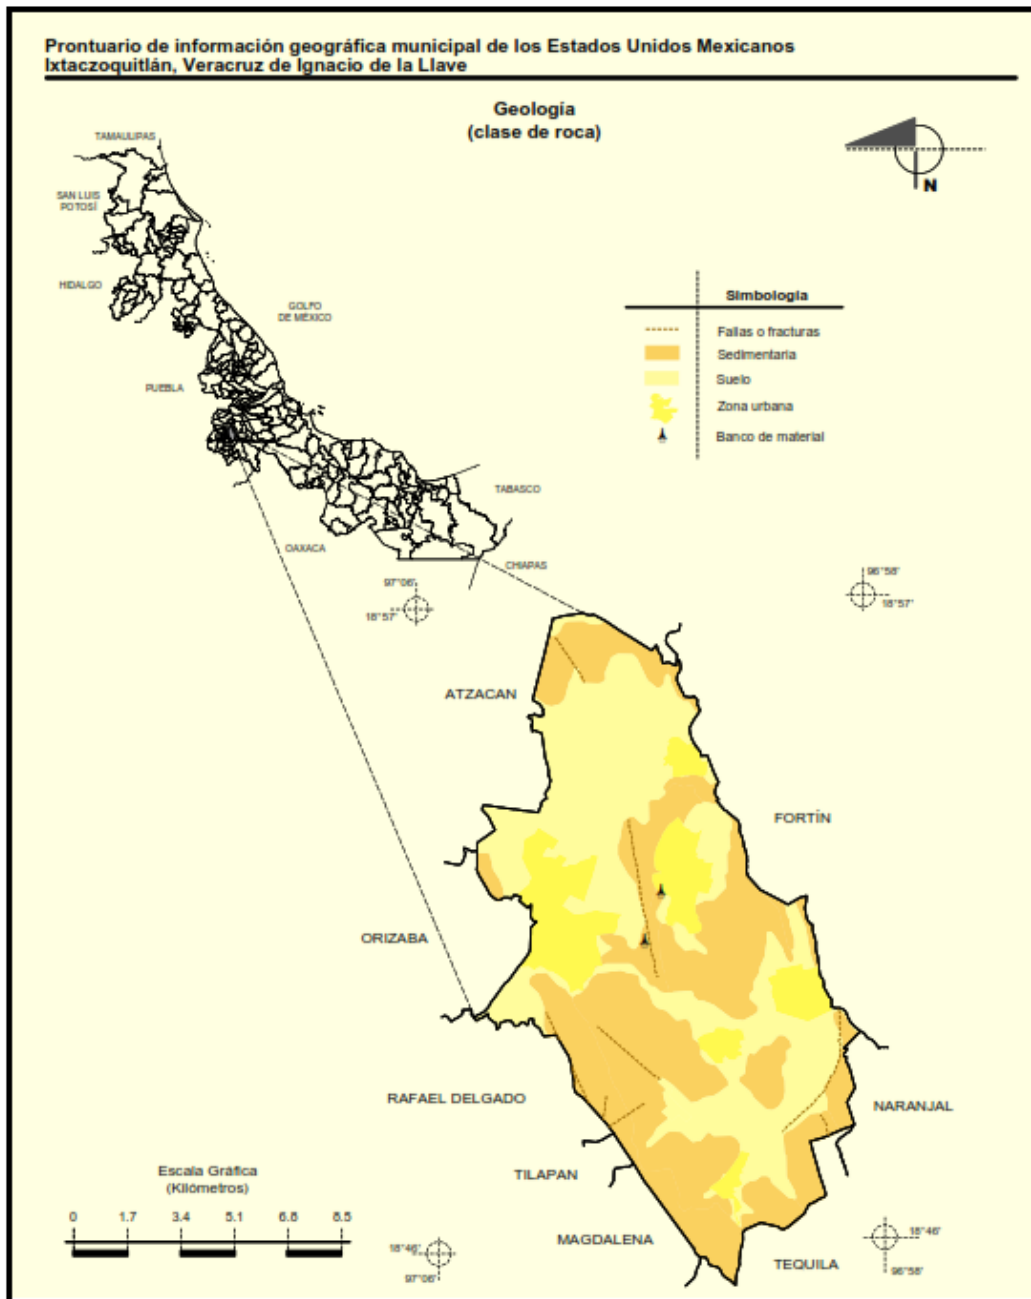 Prontuario de información geográfica municipal de los Estados Unidos Mexicanos
Ixtaczoquitlán, Veracruz de Ignacio de la Llave
Geología
(clase de roca)
N
TAMAULIPAS
SAN LUIS
POTOSÍ
HIDALGO
GOLFO
DE MÉXICO
PUEBLA
TABASCO
OAXACA
CHIAPAS
Simbología
Fallas o fracturas
Sedimentaria
Suelo
Zona urbana
Banco de material
97°06'
18°57'
96°58'
18°57'
ATZACAN
FORTÍN
ORIZABA
RAFAEL DELGADO
NARANJAL
TILAPAN
MAGDALENA
TEQUILA
Escala Gráfica
(Kilómetros)
0 1.7 3.4 5.1 6.8 8.5
18°46'
97°06'
18°46'
96°58'